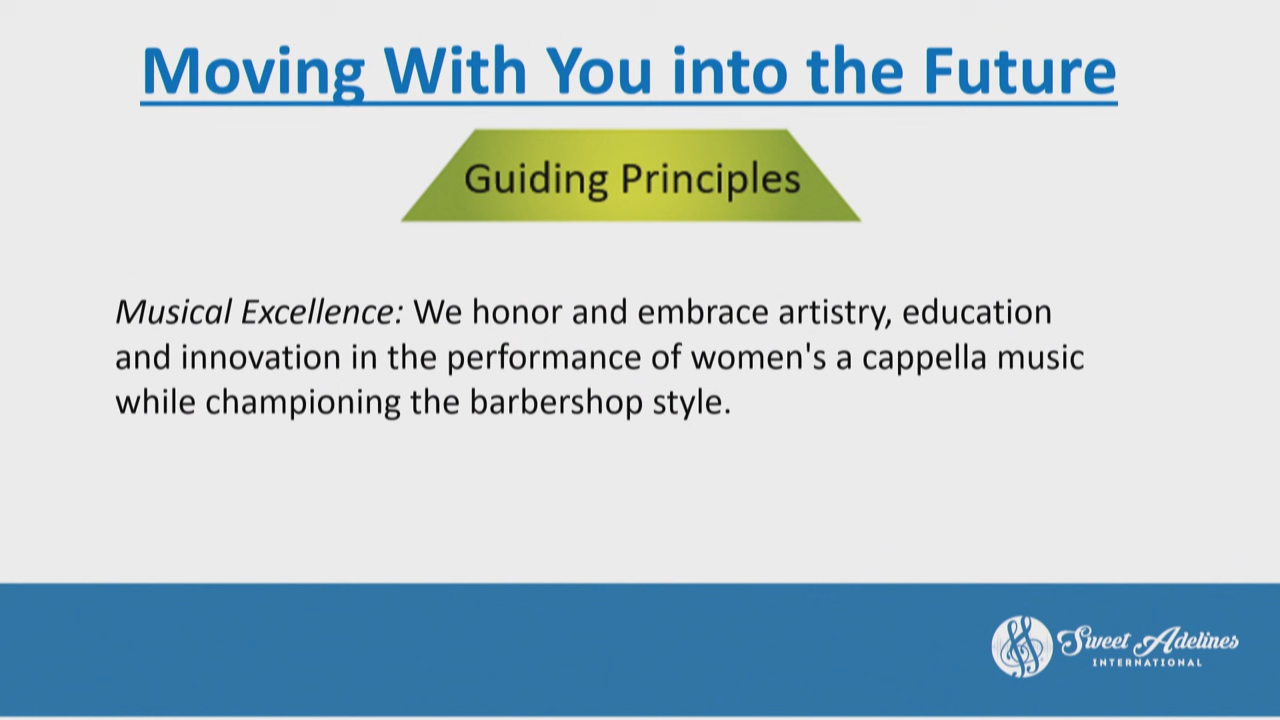 Moving With You into the Future
Guiding Principles
Musical Excellence: We honor and embrace artistry, education
and innovation in the performance of women's a cappella music
while championing the barbershop style.
Sweet Adelines
INTERNATIONAL